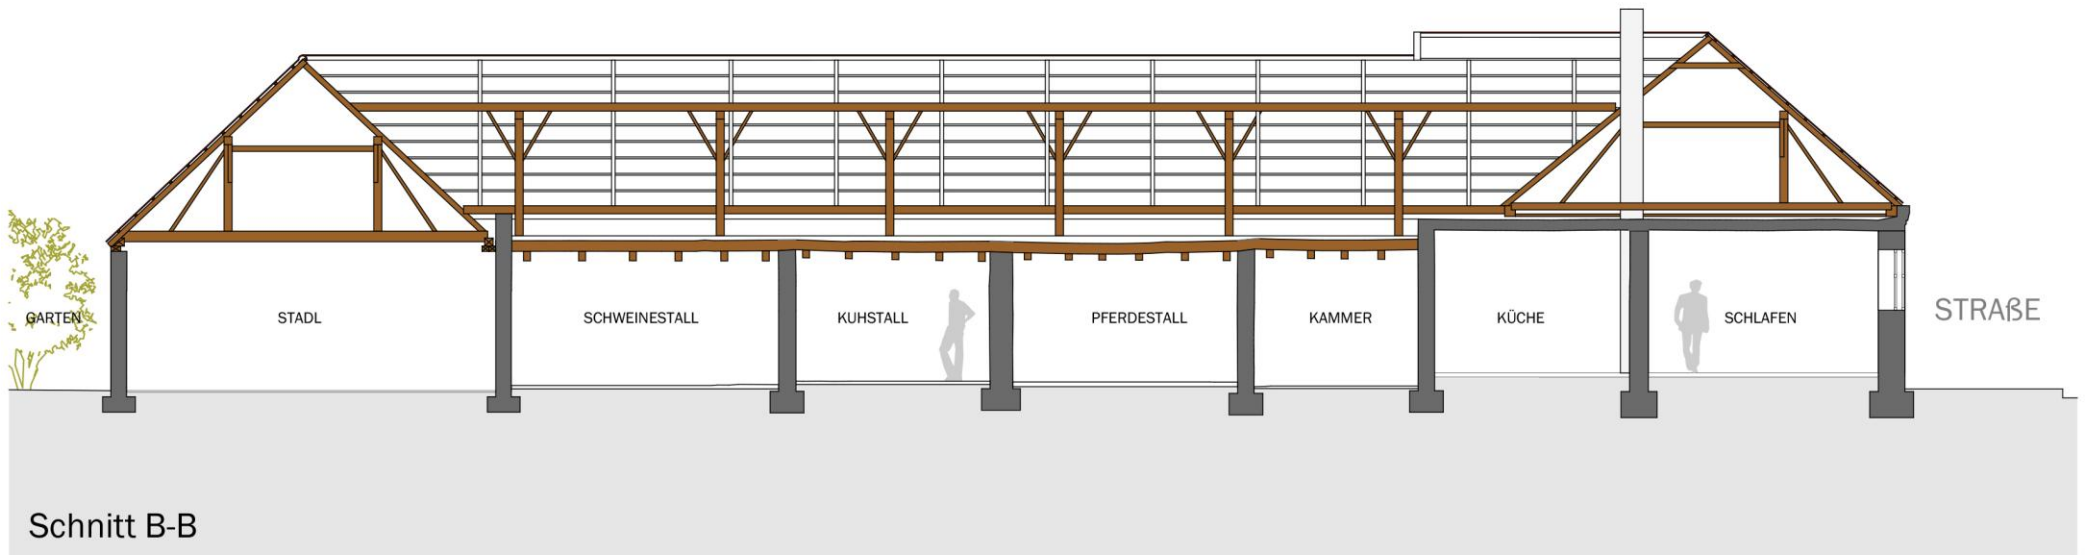 GARTEN
STADL
SCHWEINESTALL
KUHSTALL
PFERDESTALL
KAMMER
KÜCHE
SCHLAFEN
STRAßE
Schnitt B-B